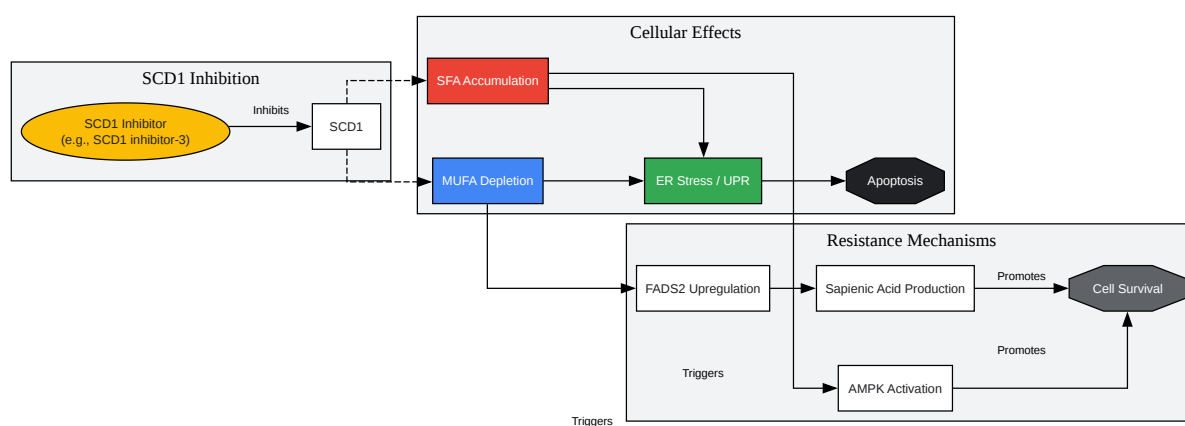 Cellular Effects
SCD1 Inhibition
SFA Accumulation
Inhibits
SCD1 Inhibitor
(e.g., SCD1 inhibitor-3)
SCD1
MUFA Depletion
ER Stress / UPR
Apoptosis
Resistance Mechanisms
FADS2 Upregulation
Sapienic Acid Production
Promotes
Cell Survival
Promotes
Triggers
AMPK Activation
Triggers